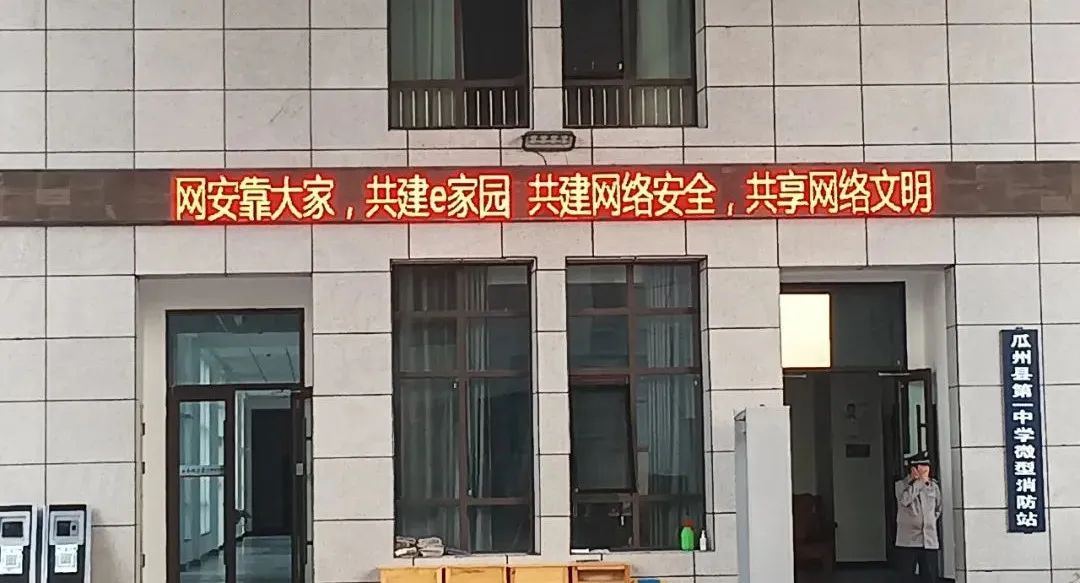 网安靠大家，共建e家园 共建网络安全，共享网络文明
瓜州县第一中学微型消防站